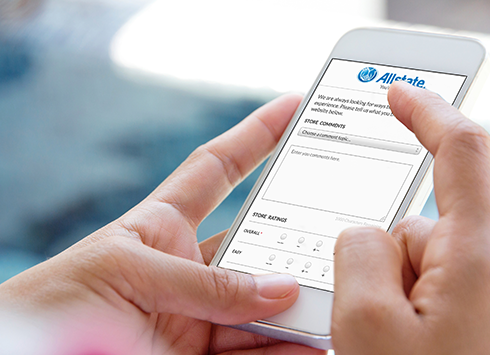 Allstate.
You
We are always looking for ways
experience. Please tell us what you
website below.
STORE COMMENTS
Choose a comment topic...
Enter your comments here.
STORE RATINGS
OVERALL *
EASY